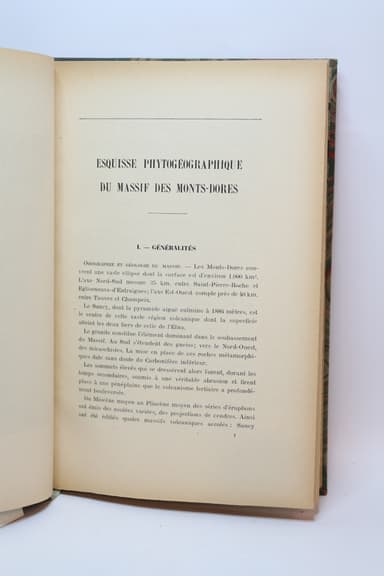 ESQUISSE PHYTOGÉOGRAPHIQUE
DU MASSIF DES MONTS-DORES
I. — GÉNÉRALITÉS
OROGRAPHIE ET GÉOLOGIE DU MASSIF. — Les Monts-Dores cou-
vrent une vaste ellipse dont la surface est d'environ 1.000 km².
L'axe Nord-Sud mesure 35 km. entre Saint-Pierre-Roche et
Egliseneuve-d'Entraigues; l'axe Est-Ouest compte près de 40 km.
entre Tauves et Champeix.
Le Sancy, dont la pyramide aiguë culmine à 1886 mètres, est
le centre de cette vaste région volcanique dont la superficie
atteint les deux tiers de celle de l'Etna.
Le granite constitue l'élément dominant dans le soubassement
du Massif. Au Sud s'étendent des gneiss; vers le Nord-Ouest,
des micaschistes. La mise en place de ces roches métamorphi-
ques date sans doute du Carbonifère inférieur.
Les sommets élevés qui se dressèrent alors furent, durant les
temps secondaires, soumis à une véritable abrasion et firent
place à une pénéplaine que le volcanisme tertiaire a profondé-
ment bouleversée.
Du Miocène moyen au Pliocène moyen des séries d'éruptions
ont émis des coulées variées, des projections de cendres. Ainsi
ont été édifiés quatre massifs volcaniques accolés : Sancy
1